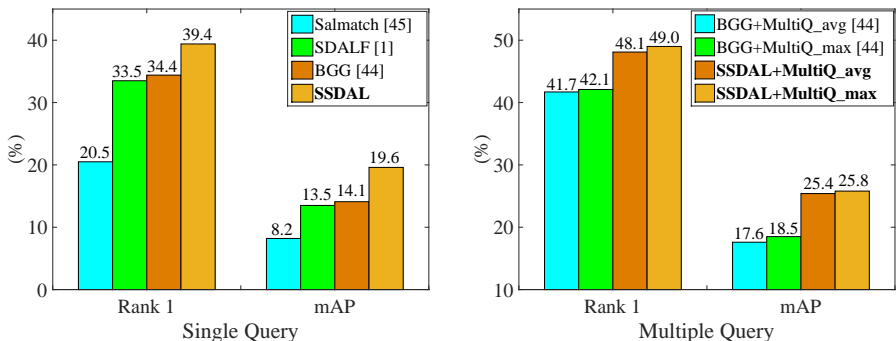 40
30
20
10
0
(%)
Salmatch [45]
SDALF [1]
BGG [44]
SSDAL
20.5
33.5
34.4
39.4
8.2
13.5
14.1
19.6
Rank 1
mAP
Single Query
60
50
40
30
20
10
(%)
BGG+MultiQ_avg [44]
BGG+MultiQ_max [44]
SSDAL+MultiQ_avg
SSDAL+MultiQ_max
41.7
42.1
48.1
49.0
17.6
18.5
25.4
25.8
Rank 1
mAP
Multiple Query